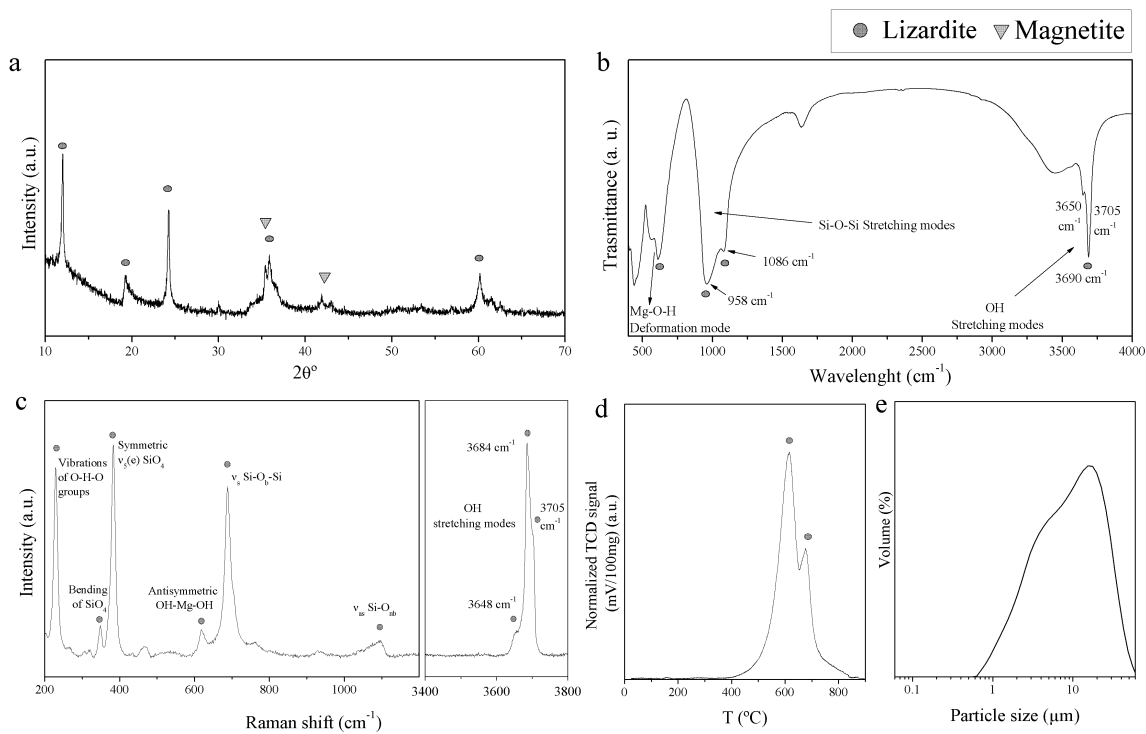 Lizardite Magnetite
a
Intensity (a.u.)
10 20 30 40 50 60 70
2θº
b
Trasmittance (a. u.)
Si-O-Si Stretching modes
1086 cm-1
958 cm-1
Mg-O-H
Deformation mode
3650
cm-1
3705
cm-1
3690 cm-1
OH
Stretching modes
500 1000 1500 2000 2500 3000 3500 4000
Wavelenght (cm-1)
c
Intensity (a.u.)
Vibrations
of O-H-O
groups
Symmetric
ν5(e) SiO4
νs Si-Ob-Si
Bending
of SiO4
Antisymmetric
OH-Mg-OH
νas Si-Onb
3684 cm-1
OH
stretching modes
3705
cm-1
3648 cm-1
200 400 600 800 1000 3400 3400 3600 3800
Raman shift (cm-1)
d
Normalized TCD signal
(mV/100mg) (a.u.)
0 200 400 600 800
T (ºC)
e
Volume (%)
0.1 1 10
Particle size (µm)